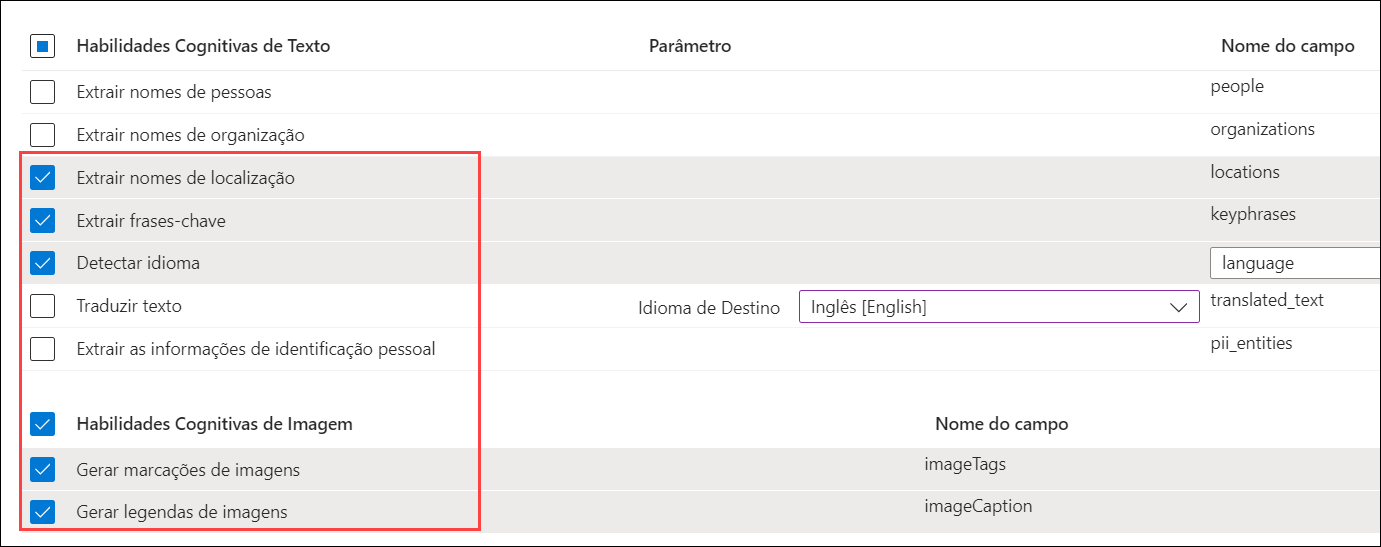 Habilidades Cognitivas de Texto Parâmetro Nome do campo
Extrair nomes de pessoas people
Extrair nomes de organização organizations
Extrair nomes de localização locations
Extrair frases-chave keyphrases
Detectar idioma language
Traduzir texto Idioma de Destino Inglês [English] translated_text
Extrair as informações de identificação pessoal pii_entities
Habilidades Cognitivas de Imagem Nome do campo
Gerar marcações de imagens imageTags
Gerar legendas de imagens imageCaption